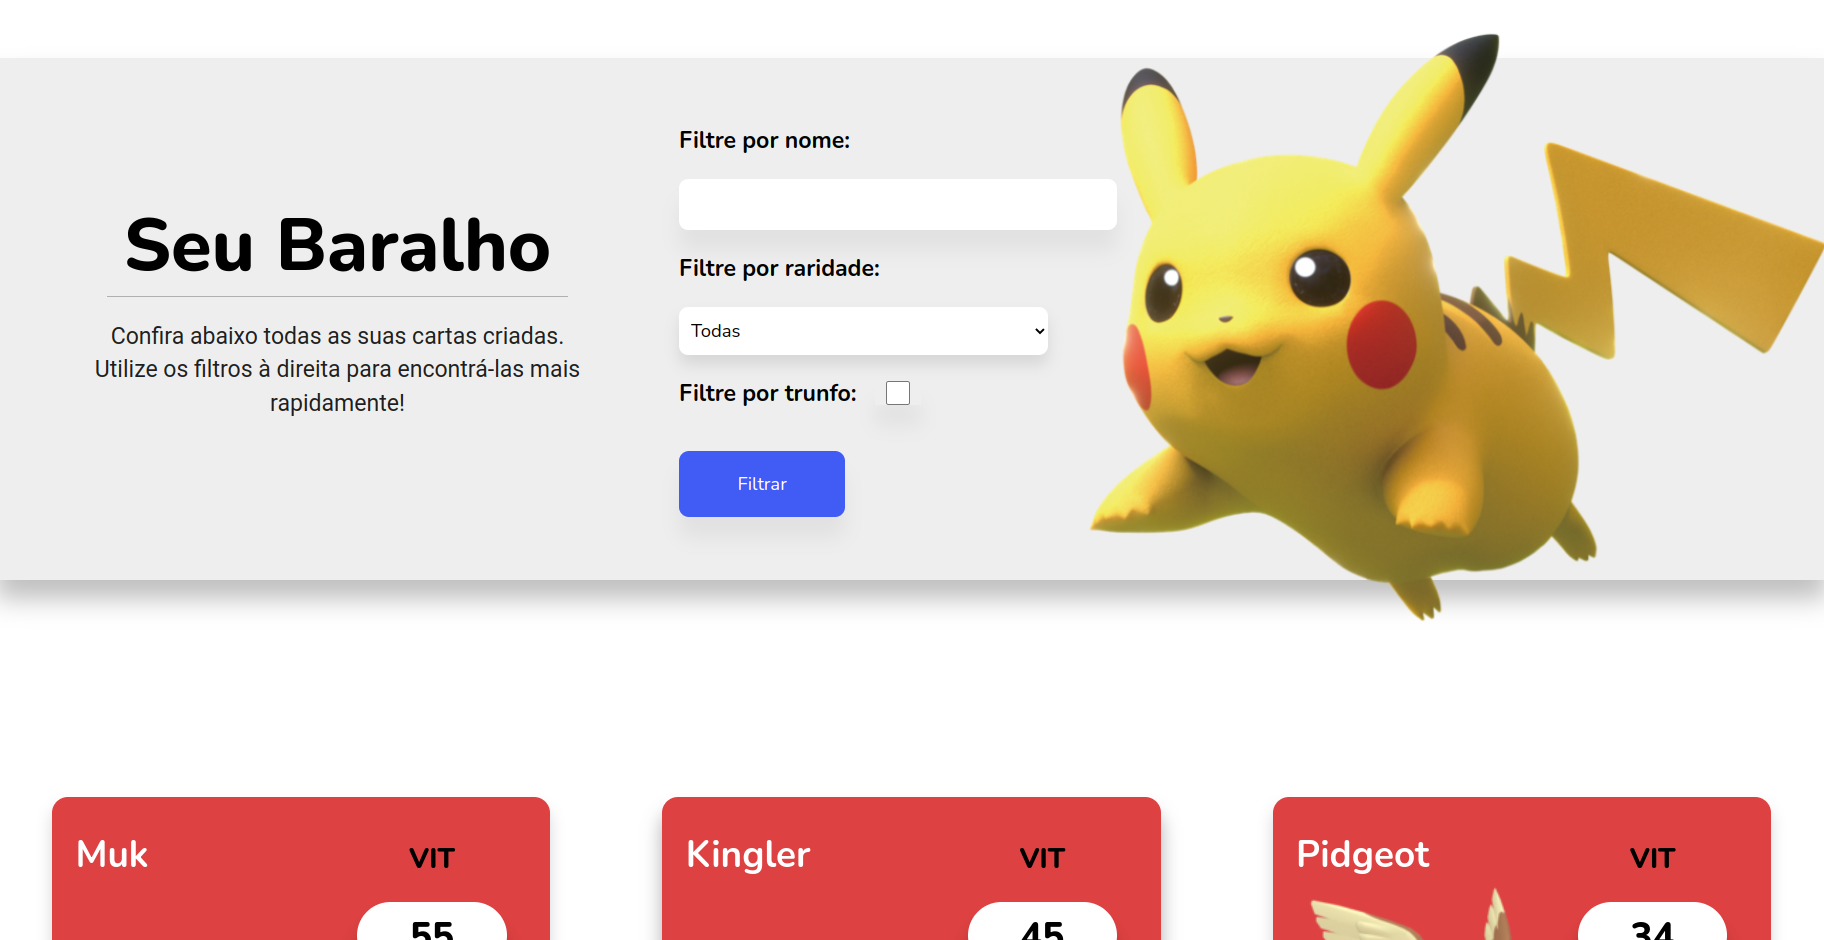 Seu Baralho
Confira abaixo todas as suas cartas criadas.
Utilize os filtros à direita para encontrá-las mais
rapidamente!
Filtre por nome:
Filtre por raridade:
Todas
Filtre por trunfo:
Filtrar
Muk
VIT
55
Kingler
VIT
45
Pidgeot
VIT
34